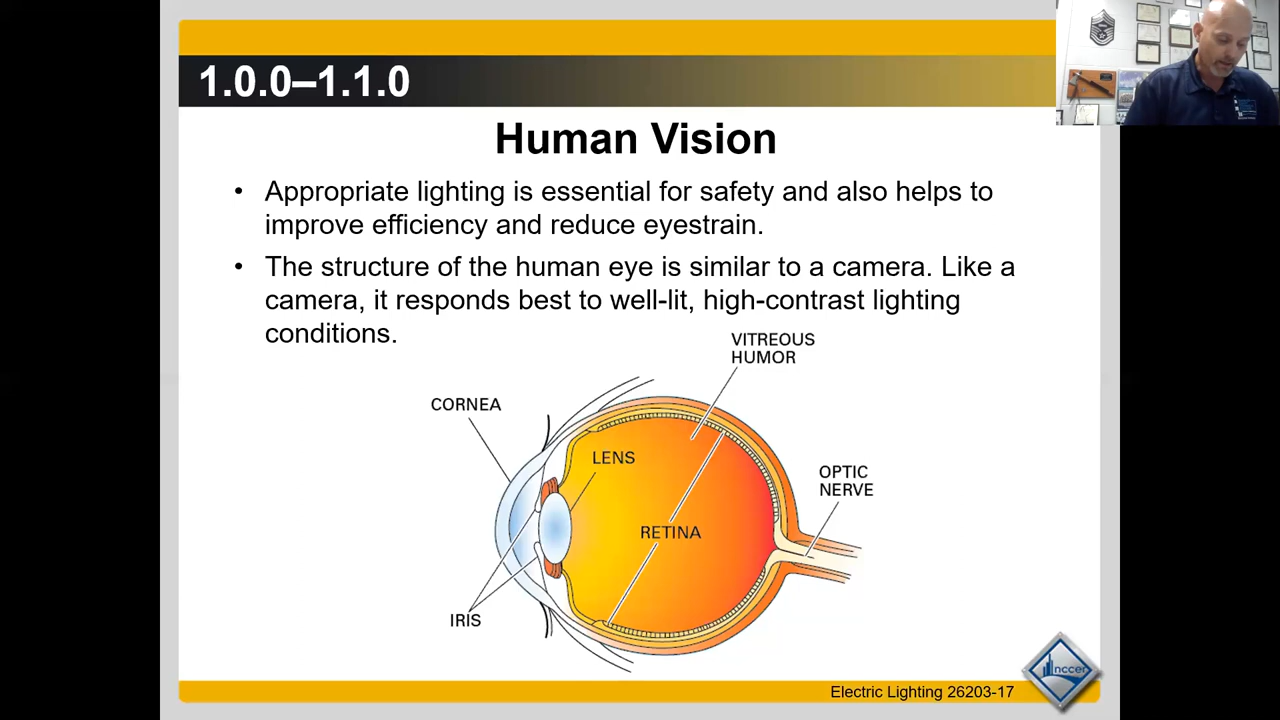 1.0.0–1.1.0
Human Vision
• Appropriate lighting is essential for safety and also helps to
improve efficiency and reduce eyestrain.
• The structure of the human eye is similar to a camera. Like a
camera, it responds best to well-lit, high-contrast lighting
conditions.
VITREOUS
HUMOR
CORNEA
LENS
OPTIC
NERVE
RETINA
IRIS
nccer
Electric Lighting 26203-17